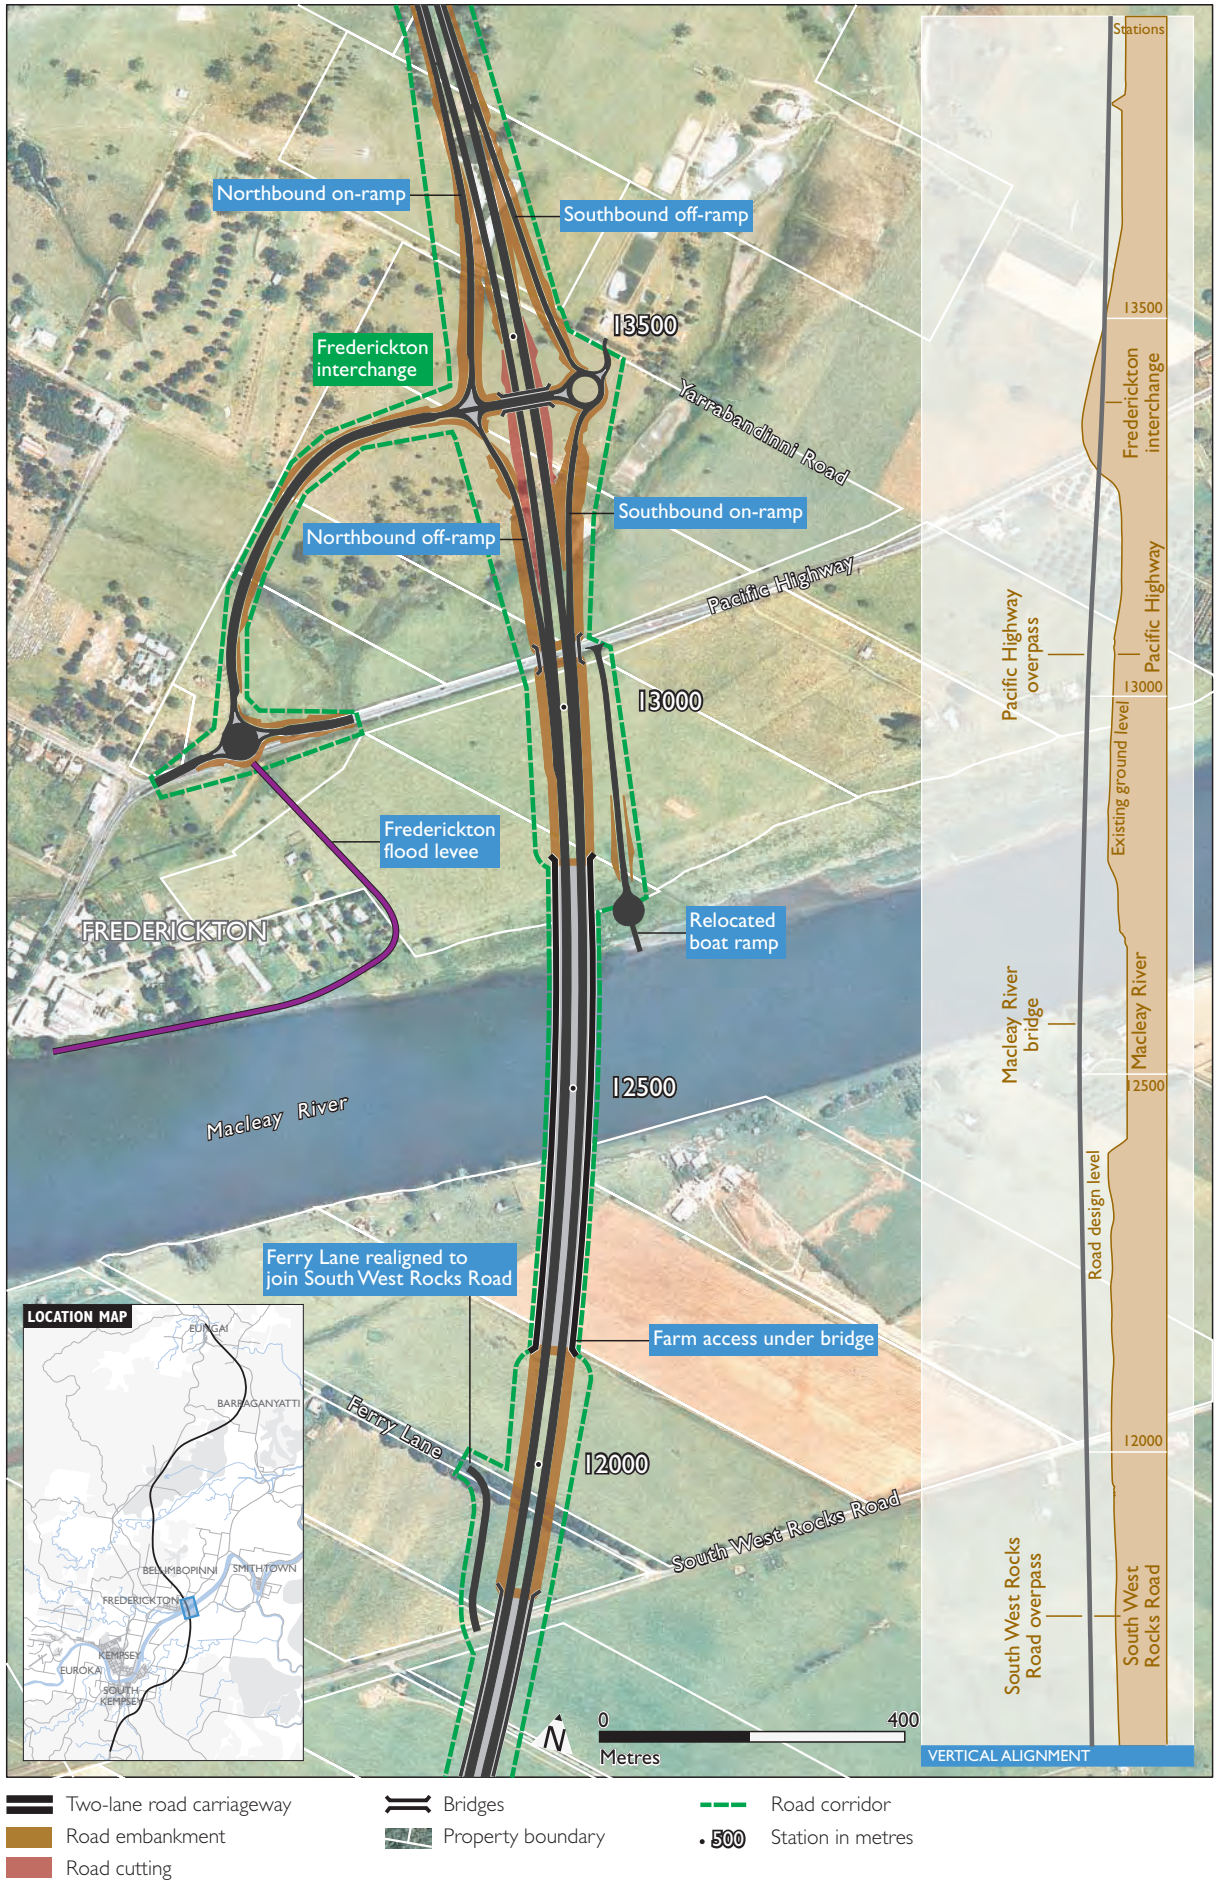 Stations
Northbound on-ramp
Southbound off-ramp
13500
13500
Frederickton
interchange
Frederickton
interchange
Yarrabandinni Road
Southbound on-ramp
Northbound off-ramp
Pacific Highway
Pacific Highway
overpass
Pacific Highway
13000
13000
Existing ground level
Frederickton
flood levee
FREDERICKTON
Relocated
boat ramp
Macleay River
bridge
Macleay River
12500
12500
Macleay River
Road design level
Ferry Lane realigned to
join South West Rocks Road
Farm access under bridge
LOCATION MAP
EUNGAI
BARRAGANYATTI
BELLIMBOPINNI
SMITHTOWN
FREDERICKTON
KEMPSEY
EUROKA
SOUTH
KEMPSEY
Ferry Lane
12000
12000
South West Rocks Road
South West Rocks
Road overpass
South West
Rocks Road
N
0 400
Metres
VERTICAL ALIGNMENT
Two-lane road carriageway
Road embankment
Road cutting
Bridges
Property boundary
Road corridor
500 Station in metres